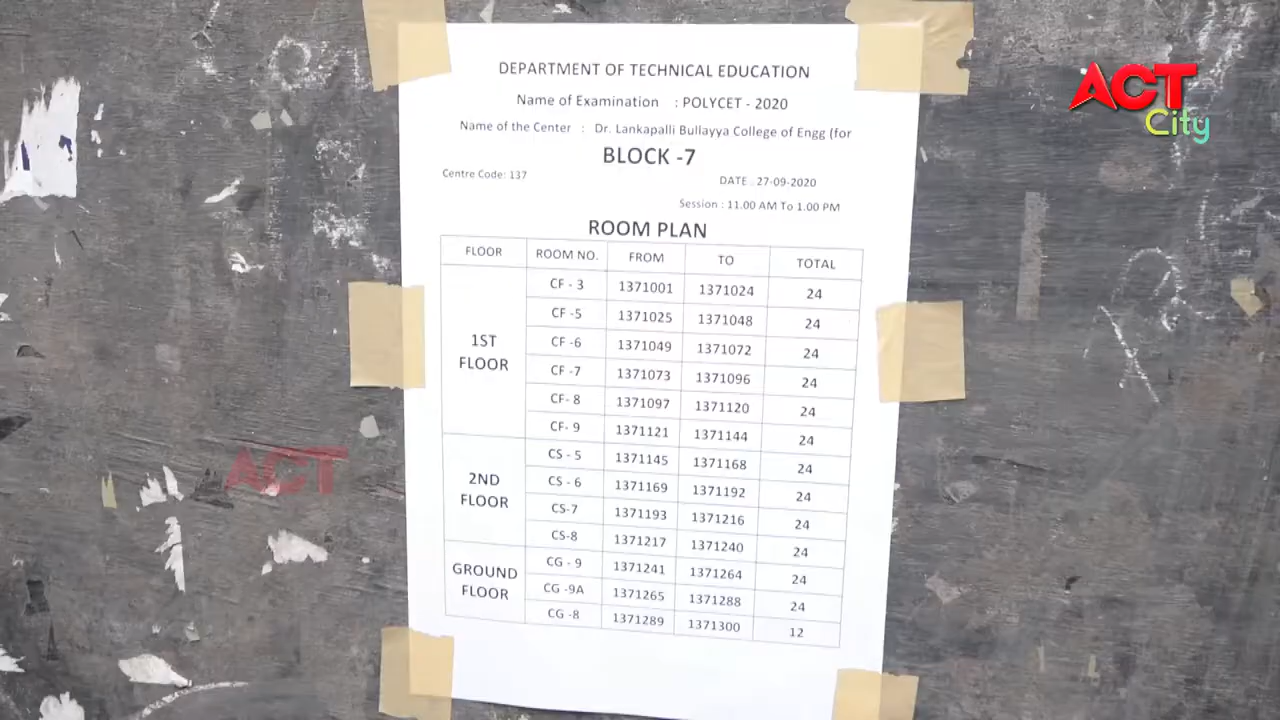 DEPARTMENT OF TECHNICAL EDUCATION
Name of Examination : POLYCET - 2020
Name of the Center : Dr. Lankapalli Bullayya College of Engg (for
BLOCK -7
Centre Code: 137
DATE : 27-09-2020
Session : 11.00 AM To 1.00 PM
ROOM PLAN
FLOOR ROOM NO. FROM TO TOTAL
1ST FLOOR
CF - 3 1371001 1371024 24
CF -5 1371025 1371048 24
CF -6 1371049 1371072 24
CF -7 1371073 1371096 24
CF- 8 1371097 1371120 24
CF- 9 1371121 1371144 24
2ND FLOOR
CS - 5 1371145 1371168 24
CS - 6 1371169 1371192 24
CS-7 1371193 1371216 24
CS-8 1371217 1371240 24
GROUND FLOOR
CG - 9 1371241 1371264 24
CG -9A 1371265 1371288 24
CG -8 1371289 1371300 12
ACT
City
ACT